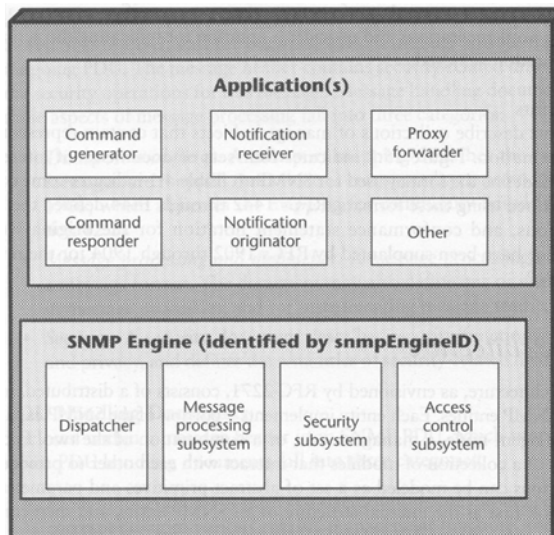 Application(s)
Command
generator
Notification
receiver
Proxy
forwarder
Command
responder
Notification
originator
Other
SNMP Engine (identified by snmpEngineID)
Dispatcher
Message
processing
subsystem
Security
subsystem
Access
control
system